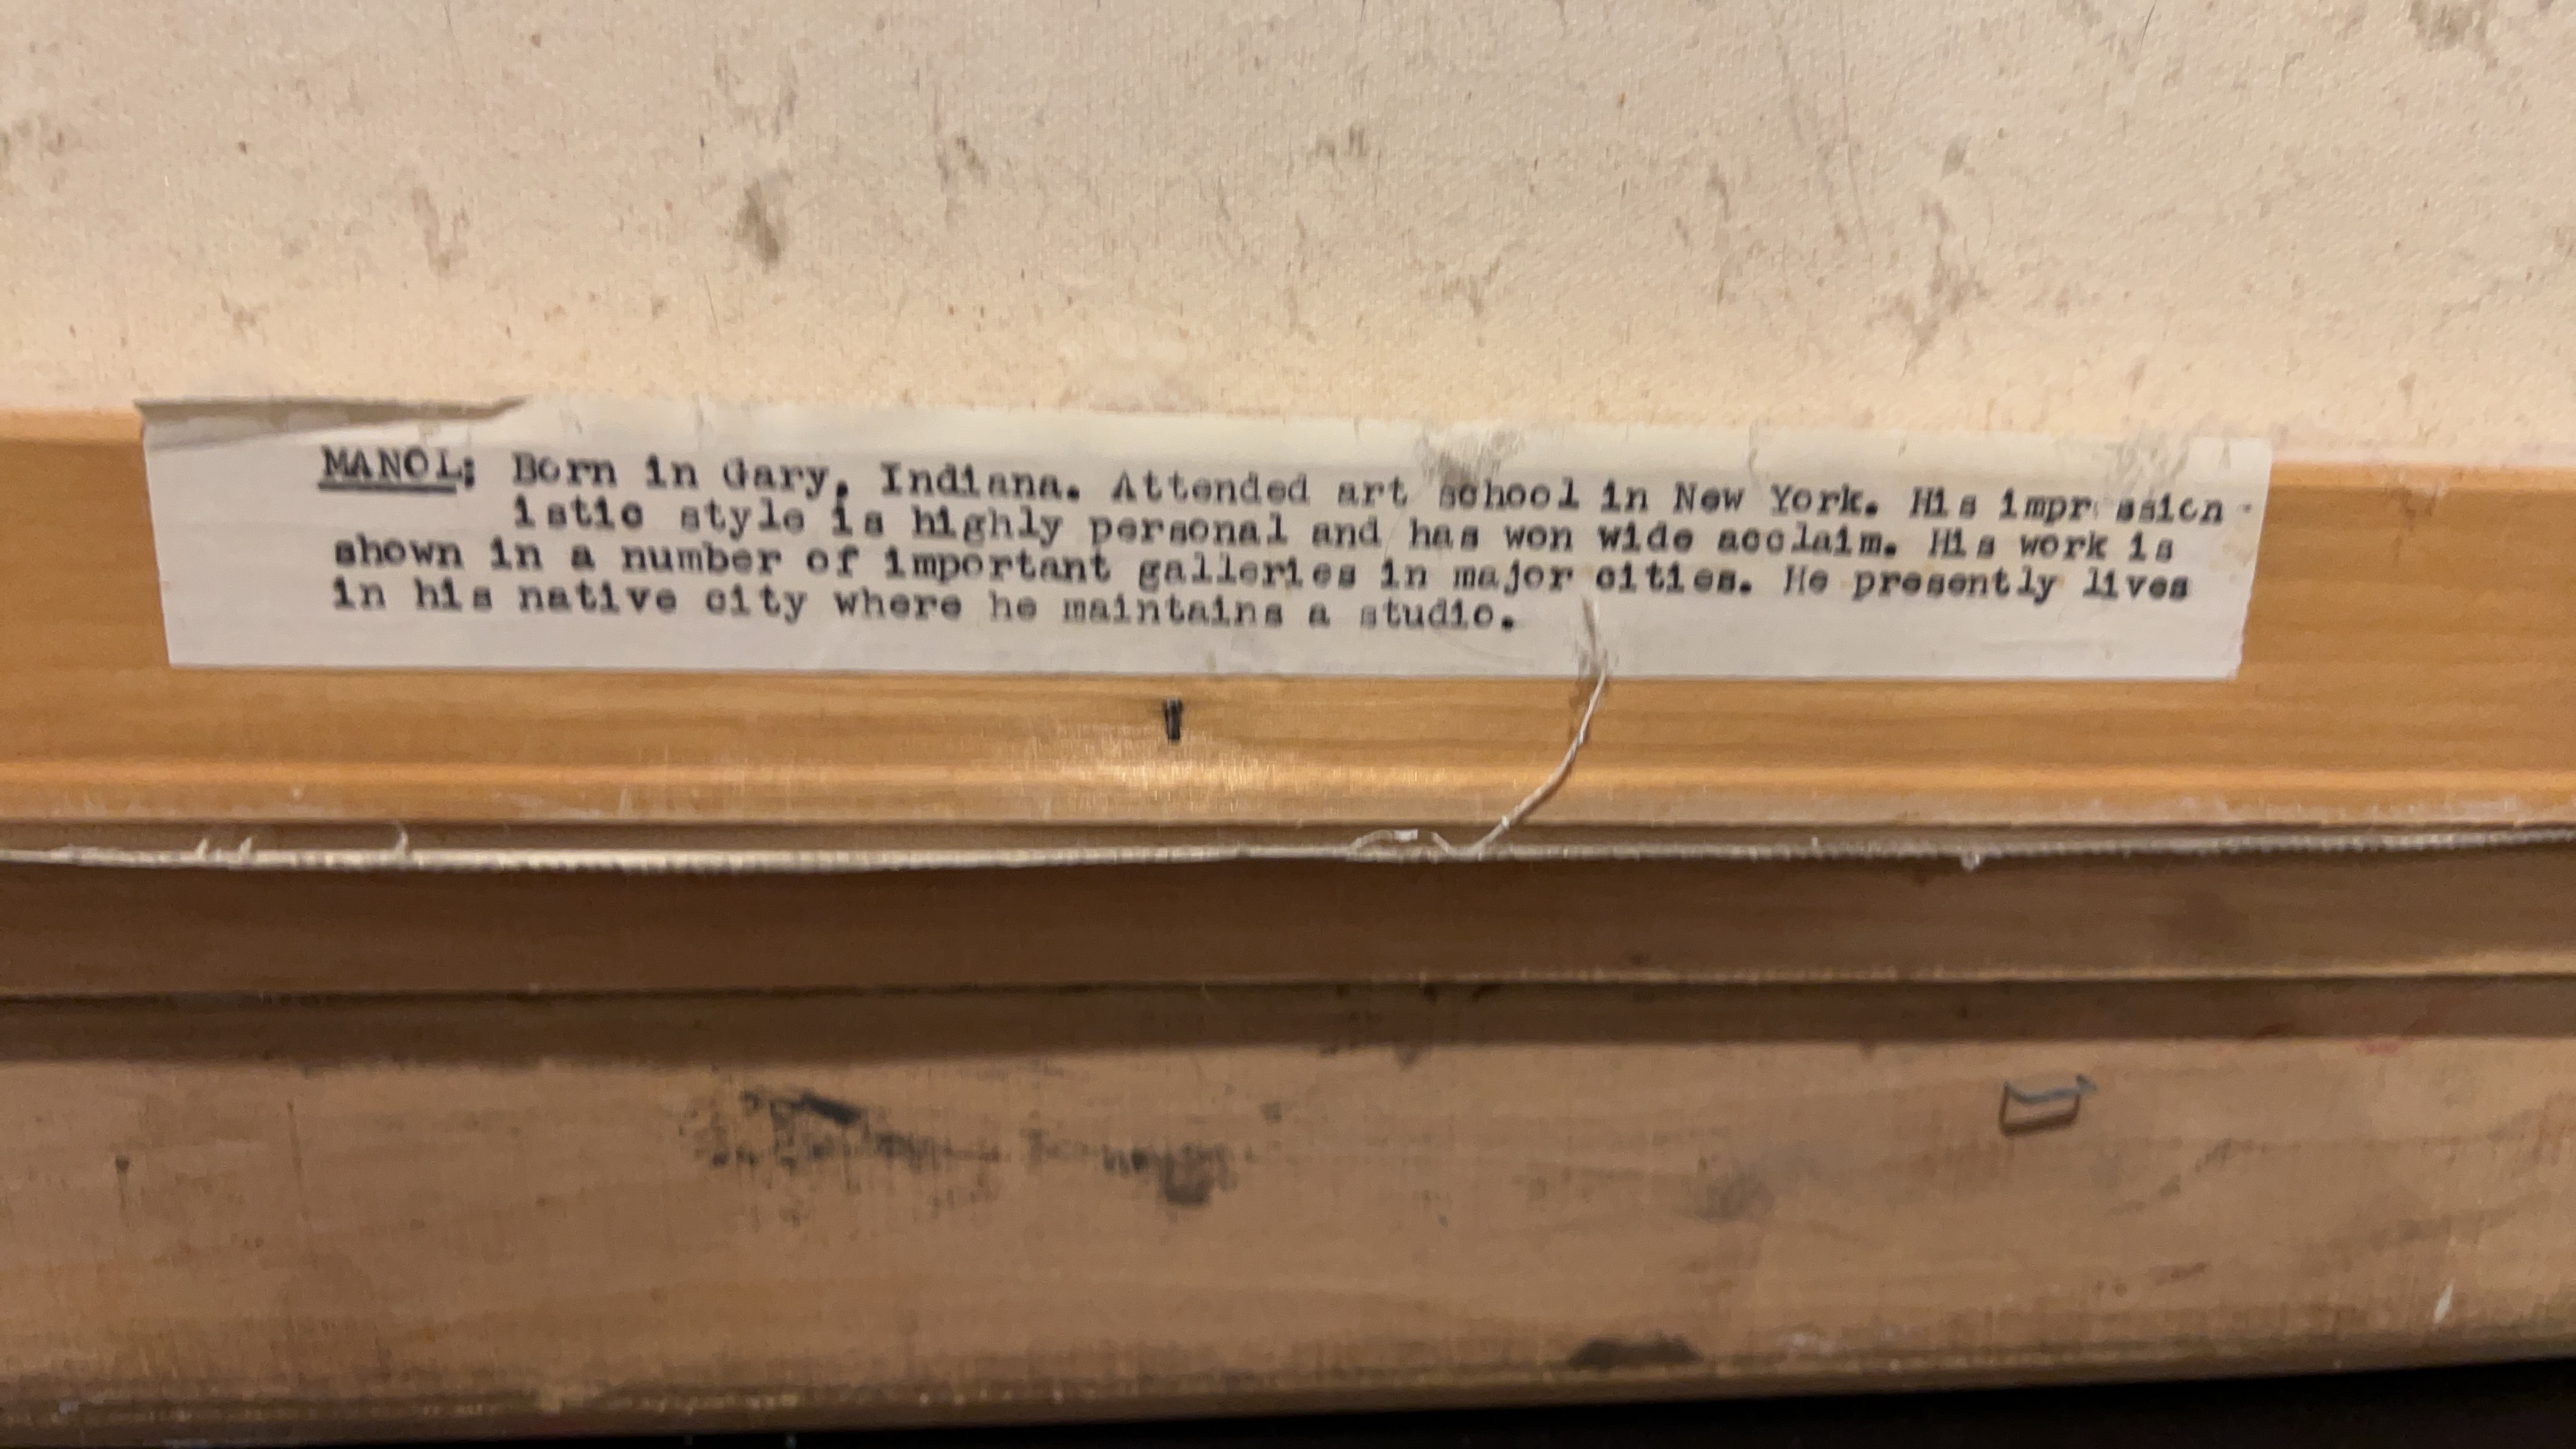 MANOL: Born in Gary, Indiana. Attended art school in New York. His impression-
istic style is highly personal and has won wide acclaim. His work is
shown in a number of important galleries in major cities. He presently lives
in his native city where he maintains a studio.